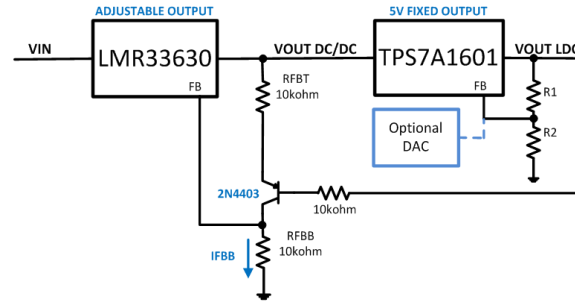 ADJUSTABLE OUTPUT
5V FIXED OUTPUT
VIN
LMR33630
FB
VOUT DC/DC
TPS7A1601
FB
VOUT LDO
RFBT
10kohm
R1
R2
Optional
DAC
2N4403
10kohm
RFBB
10kohm
IFBB